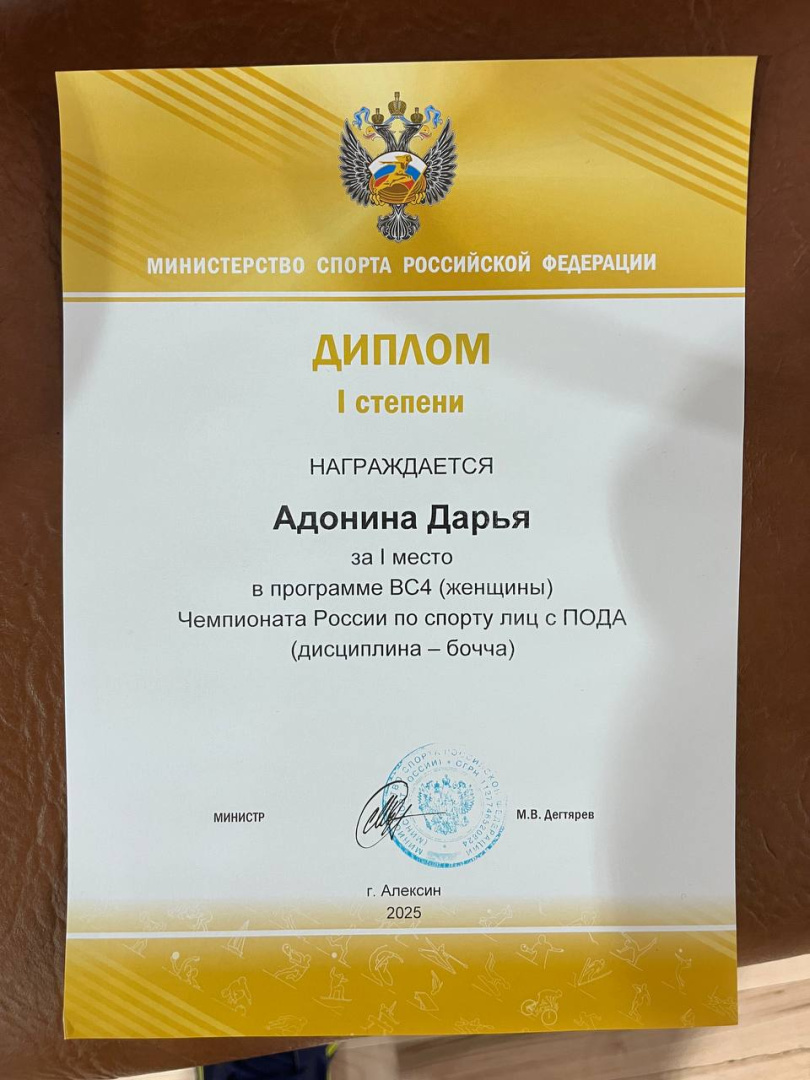 МИНИСТЕРСТВО СПОРТА РОССИЙСКОЙ ФЕДЕРАЦИИ
ДИПЛОМ
I степени
НАГРАЖДАЕТСЯ
Адонина Дарья
за I место
в программе BC4 (женщины)
Чемпионата России по спорту лиц с ПОДА
(дисциплина – бочча)
МИНИСТР
М.В. Дегтярев
г. Алексин
2025